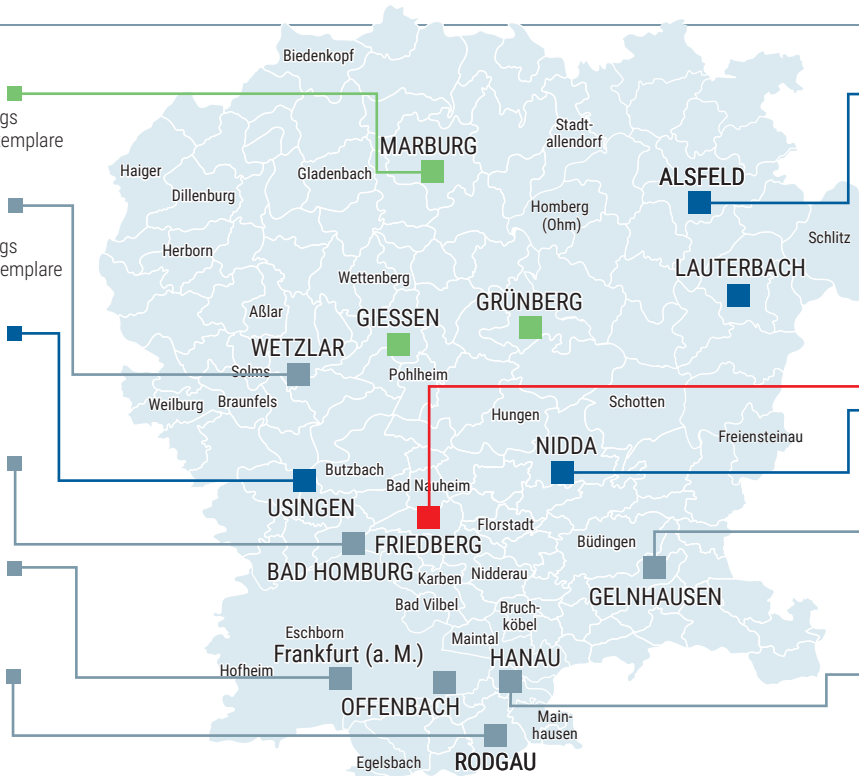 Biedenkopf
gs
emplare
MARBURG
Stadt-
allendorf
Haiger
Gladenbach
Dillenburg
ALSFELD
Homberg
(Ohm)
Schlitz
gs
emplare
Herborn
Wettenberg
LAUTERBACH
Aßlar
GIESSEN
GRÜNBERG
WETZLAR
Solms
Pohlheim
Weilburg
Braunfels
Hungen
Schotten
Freiensteinau
NIDDA
Butzbach
Bad Nauheim
USINGEN
Florstadt
FRIEDBERG
Büdingen
BAD HOMBURG
Karben
Nidderau
GELNHAUSEN
Bad Vilbel
Bruch-
köbel
Eschborn
Maintal
Frankfurt (a. M.)
HANAU
Hofheim
OFFENBACH
Main-
hausen
Egelsbach
RODGAU